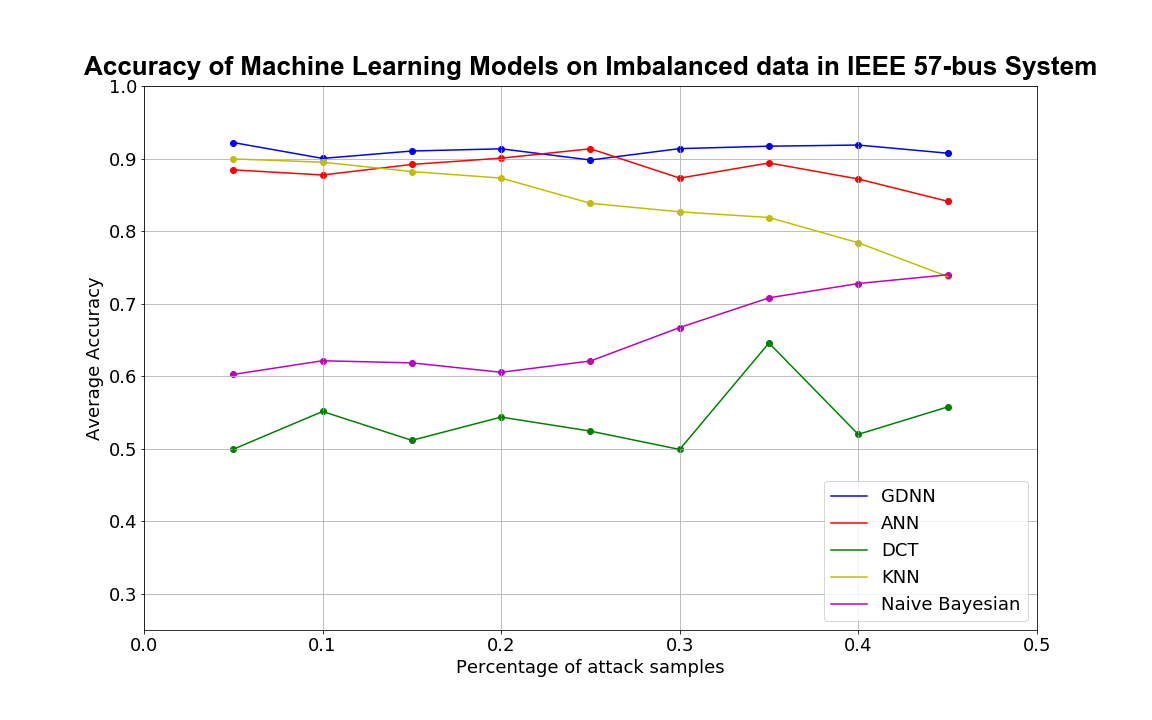 Accuracy of Machine Learning Models on Imbalanced data in IEEE 57-bus System
1.0
0.9
0.8
0.7
0.6
0.5
0.4
0.3
Average Accuracy
GDNN
ANN
DCT
KNN
Naive Bayesian
0.0 0.1 0.2 0.3 0.4 0.5
Percentage of attack samples